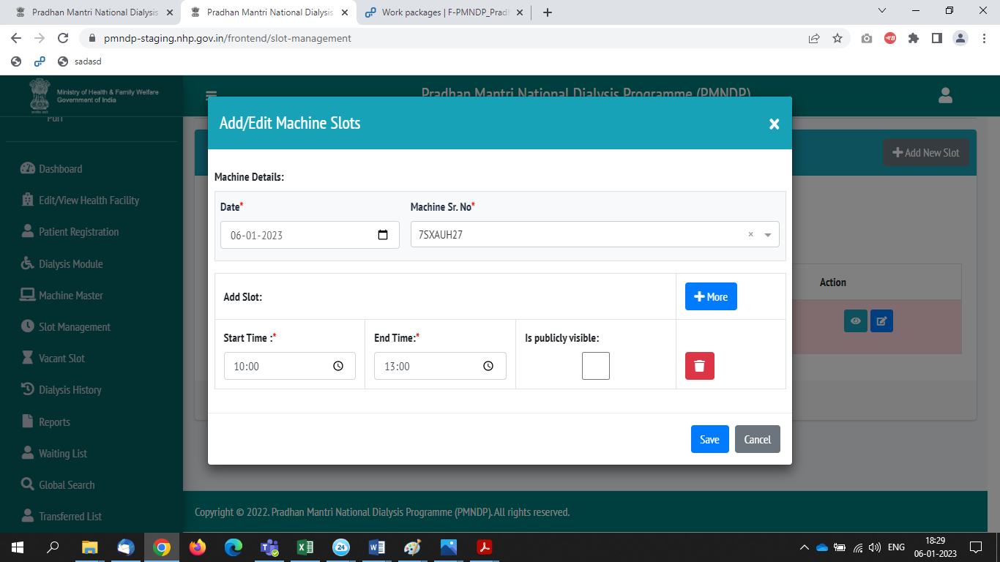 Pradhan Mantri National Dialysis
Pradhan Mantri National Dialysis
Work packages | F-PMNDP_Prad
pmndp-staging.nhp.gov.in/frontend/slot-management
sadasd
Ministry of Health & Family Welfare
Government of India
Pradhan Mantri National Dialysis Programme (PMNDP)
Puri
Dashboard
Edit/View Health Facility
Patient Registration
Dialysis Module
Machine Master
Slot Management
Vacant Slot
Dialysis History
Reports
Waiting List
Global Search
Transferred List
Add New Slot
Action
Add/Edit Machine Slots
×
Machine Details:
Date*
Machine Sr. No*
06-01-2023
7SXAUH27 ×
Add Slot:
+ More
Start Time :*
End Time:*
Is publicly visible:
10:00
13:00
Save
Cancel
Copyright © 2022. Pradhan Mantri National Dialysis Programme (PMNDP). All rights reserved.
24
ENG
18:29
06-01-2023